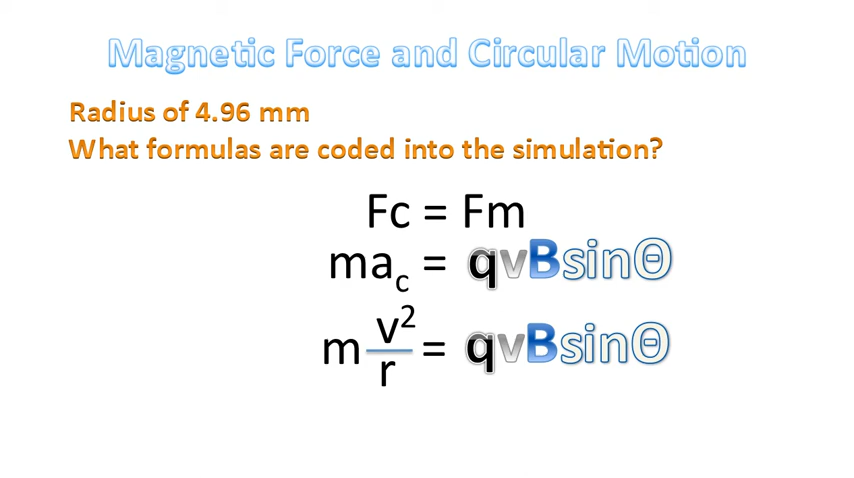 Magnetic Force and Circular Motion
Radius of 4.96 mm
What formulas are coded into the simulation?
Fc = Fm
ma_c = qvBsinΘ
m v²/r = qvBsinΘ